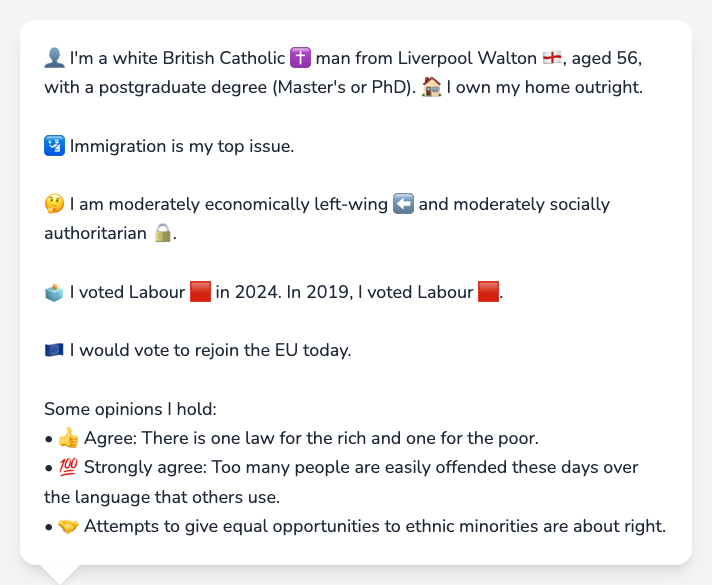 👤 I'm a white British Catholic ✝️ man from Liverpool Walton 🏴󠁧󠁢󠁥󠁮󠁧󠁿, aged 56,
with a postgraduate degree (Master's or PhD). 🏠 I own my home outright.
🛂 Immigration is my top issue.
🤔 I am moderately economically left-wing ⬅️ and moderately socially
authoritarian 🔒.
🗳️ I voted Labour 🟥 in 2024. In 2019, I voted Labour 🟥.
🇪🇺 I would vote to rejoin the EU today.
Some opinions I hold:
• 👍 Agree: There is one law for the rich and one for the poor.
• 💯 Strongly agree: Too many people are easily offended these days over
the language that others use.
• 🤝 Attempts to give equal opportunities to ethnic minorities are about right.